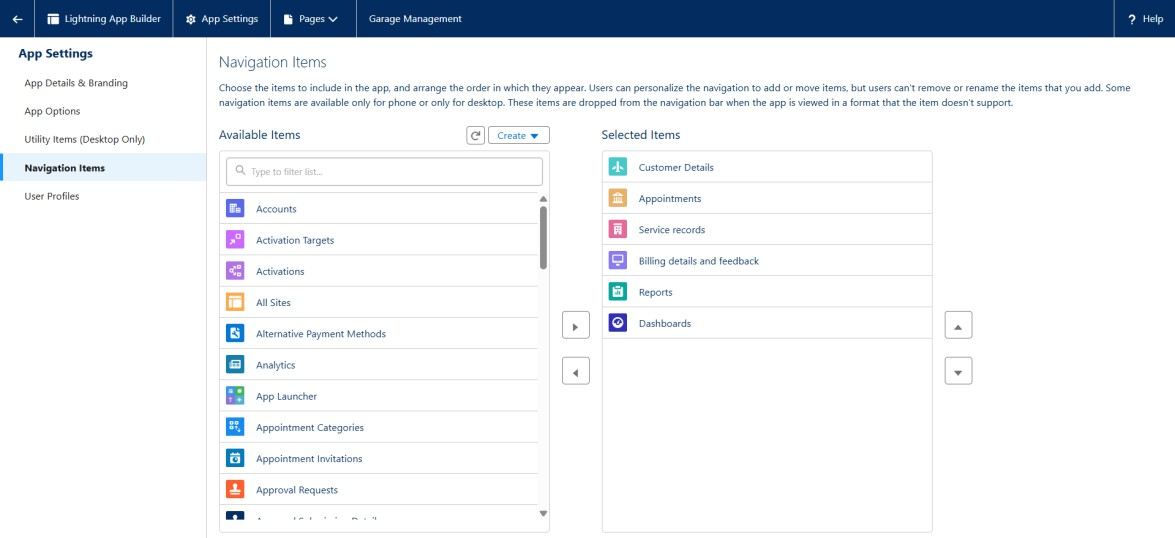 Lightning App Builder
App Settings
Pages
Garage Management
? Help
App Settings
App Details & Branding
App Options
Utility Items (Desktop Only)
Navigation Items
User Profiles
Navigation Items
Choose the items to include in the app, and arrange the order in which they appear. Users can personalize the navigation to add or move items, but users can't remove or rename the items that you add. Some
navigation items are available only for phone or only for desktop. These items are dropped from the navigation bar when the app is viewed in a format that the item doesn't support.
Available Items
Create
Type to filter list...
Accounts
Activation Targets
Activations
All Sites
Alternative Payment Methods
Analytics
App Launcher
Appointment Categories
Appointment Invitations
Approval Requests
Selected Items
Customer Details
Appointments
Service records
Billing details and feedback
Reports
Dashboards